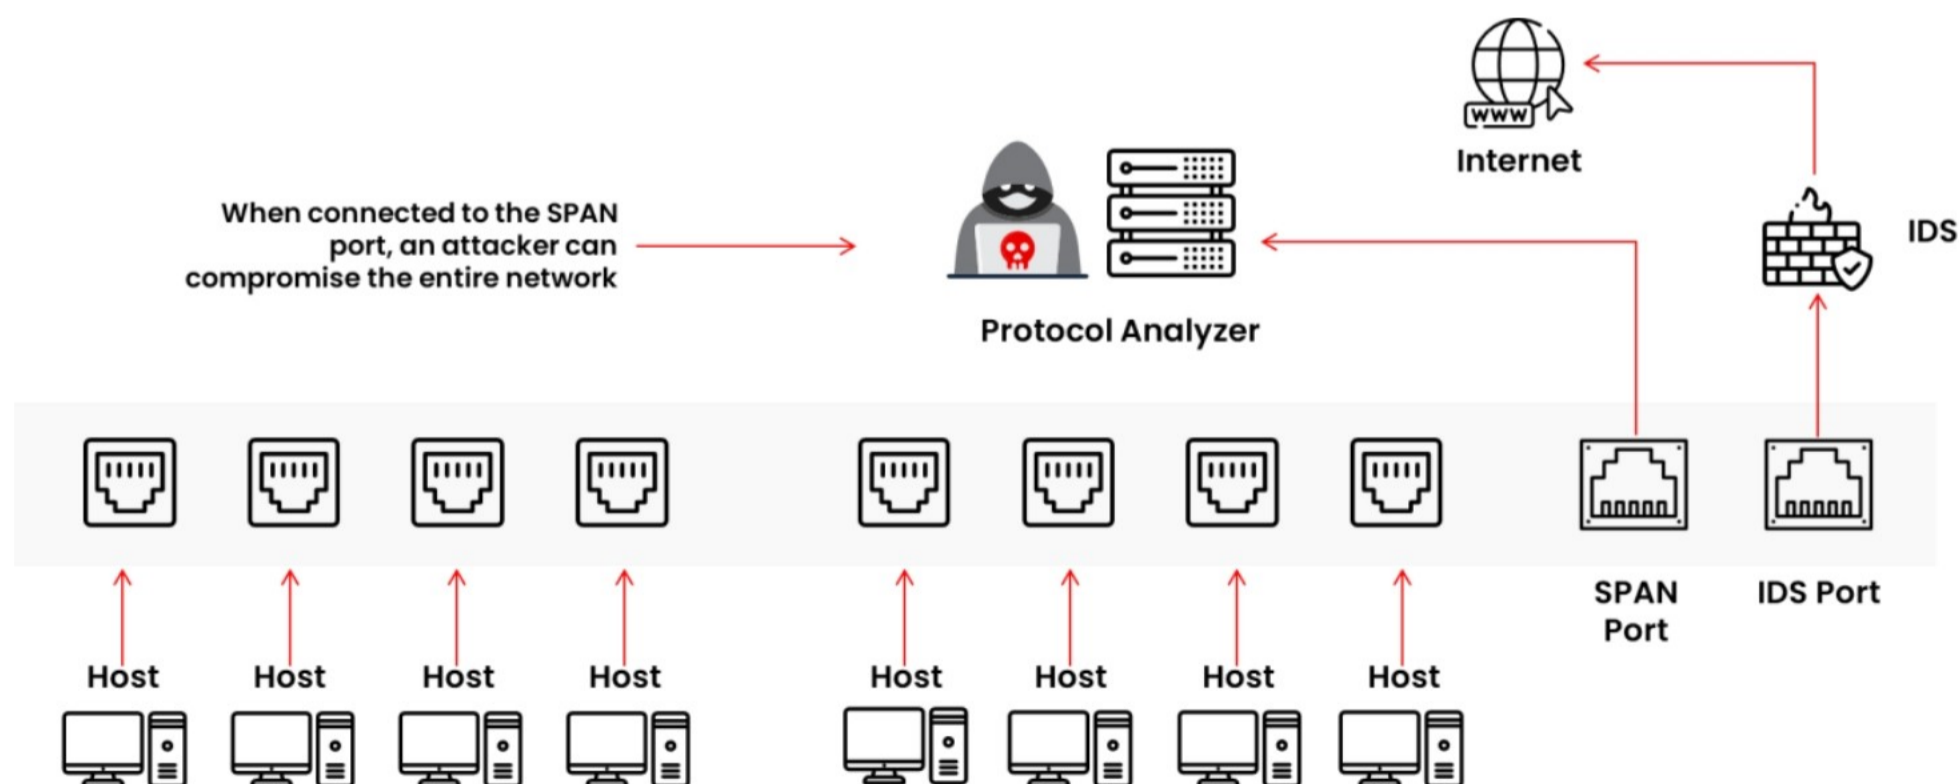 WWW
Internet
When connected to the SPAN
port, an attacker can
compromise the entire network
IDS
Protocol Analyzer
SPAN
Port
IDS Port
Host
Host
Host
Host
Host
Host
Host
Host